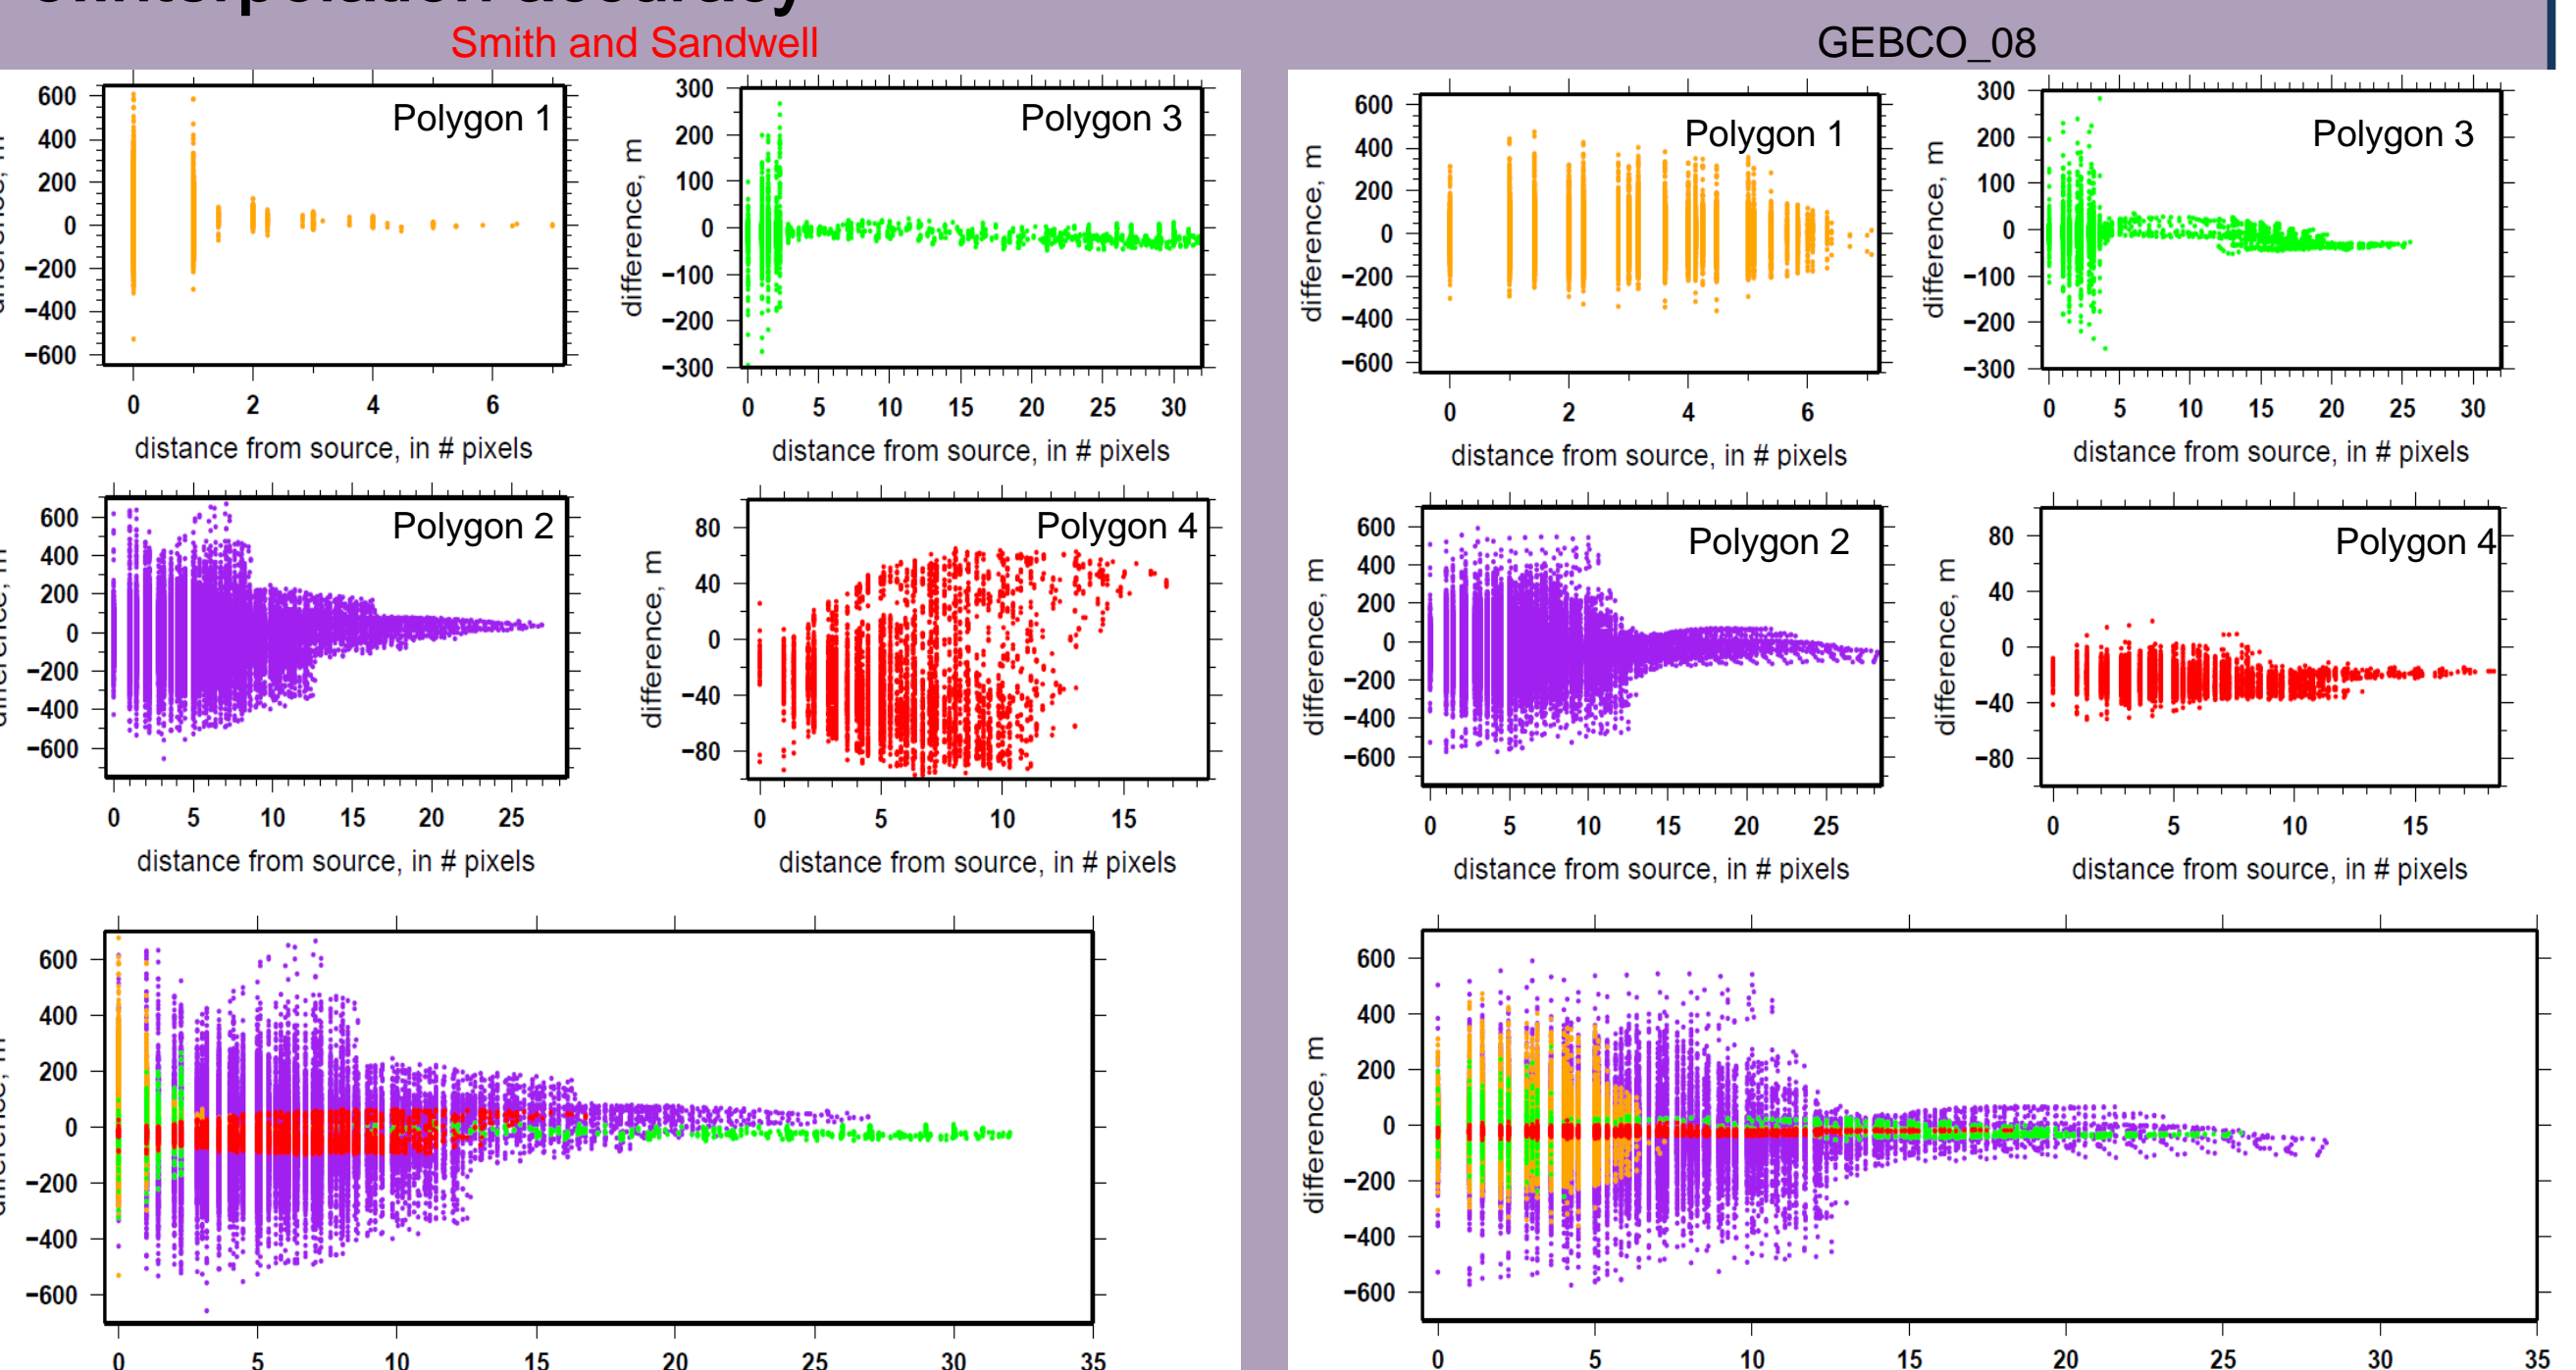 Smith and Sandwell
GEBCO_08
600
400
200
0
−200
−400
−600
Polygon 1
0 2 4 6
distance from source, in # pixels
difference, m
300
200
100
0
−100
−200
−300
Polygon 3
0 5 10 15 20 25 30
distance from source, in # pixels
600
400
200
0
−200
−400
−600
Polygon 2
0 5 10 15 20 25
distance from source, in # pixels
difference, m
80
40
0
−40
−80
Polygon 4
0 5 10 15
distance from source, in # pixels
600
400
200
0
−200
−400
−600
0 5 10 15 20 25 30 35
difference, m
600
400
200
0
−200
−400
−600
Polygon 1
0 2 4 6
distance from source, in # pixels
difference, m
300
200
100
0
−100
−200
−300
Polygon 3
0 5 10 15 20 25 30
distance from source, in # pixels
difference, m
600
400
200
0
−200
−400
−600
Polygon 2
0 5 10 15 20 25
distance from source, in # pixels
difference, m
80
40
0
−40
−80
Polygon 4
0 5 10 15
distance from source, in # pixels
difference, m
600
400
200
0
−200
−400
−600
0 5 10 15 20 25 30 35